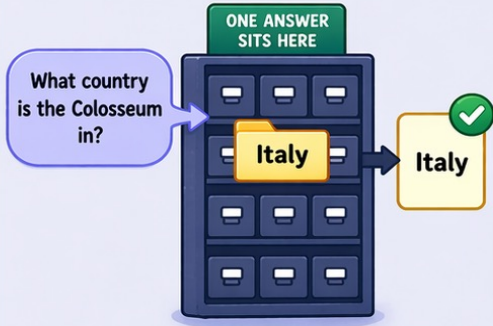 ONE ANSWER
SITS HERE
What country
is the Colosseum
in?
Italy
Italy